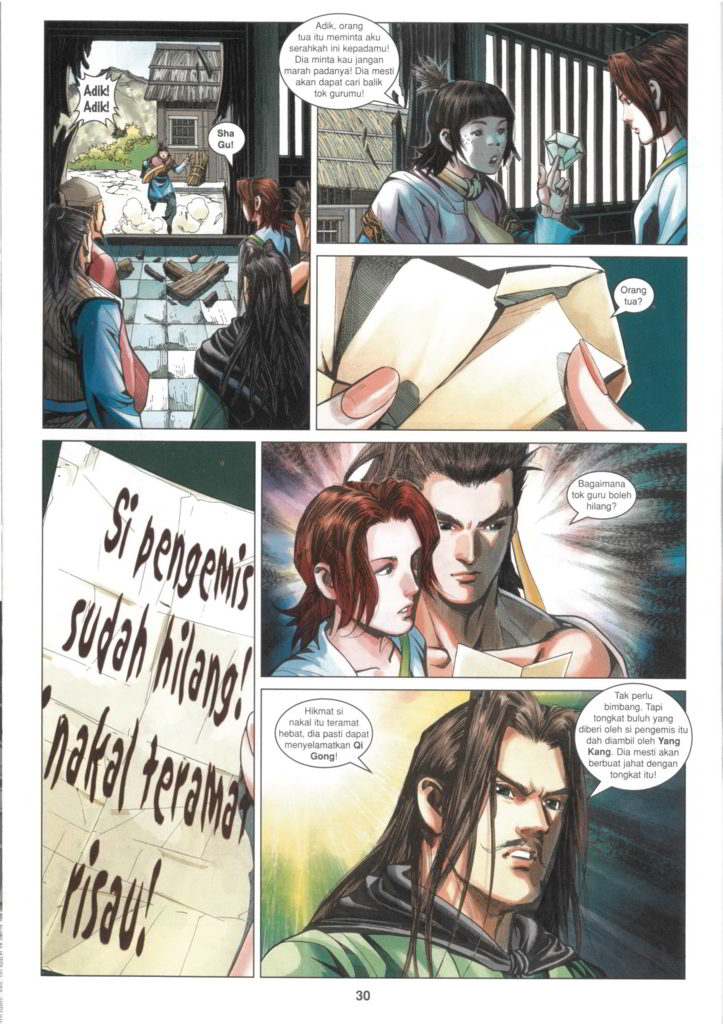 Adik!
Adik!
Sha
Gu!
Adik, orang
tua itu meminta aku
serahkah ini kepadamu!
Dia minta kau jangan
marah padanya! Dia mesti
akan dapat cari balik
tok gurumu!
Orang
tua?
Si pengemis
sudah hilang!
nakal teramat
risau!
Bagaimana
tok guru boleh
hilang?
Hikmat si
nakal itu teramat
hebat, dia pasti dapat
menyelamatkan Qi
Gong!
Tak perlu
bimbang. Tapi
tongkat buluh yang
diberi oleh si pengemis itu
dah diambil oleh Yang
Kang. Dia mesti akan
berbuat jahat dengan
tongkat itu!
30